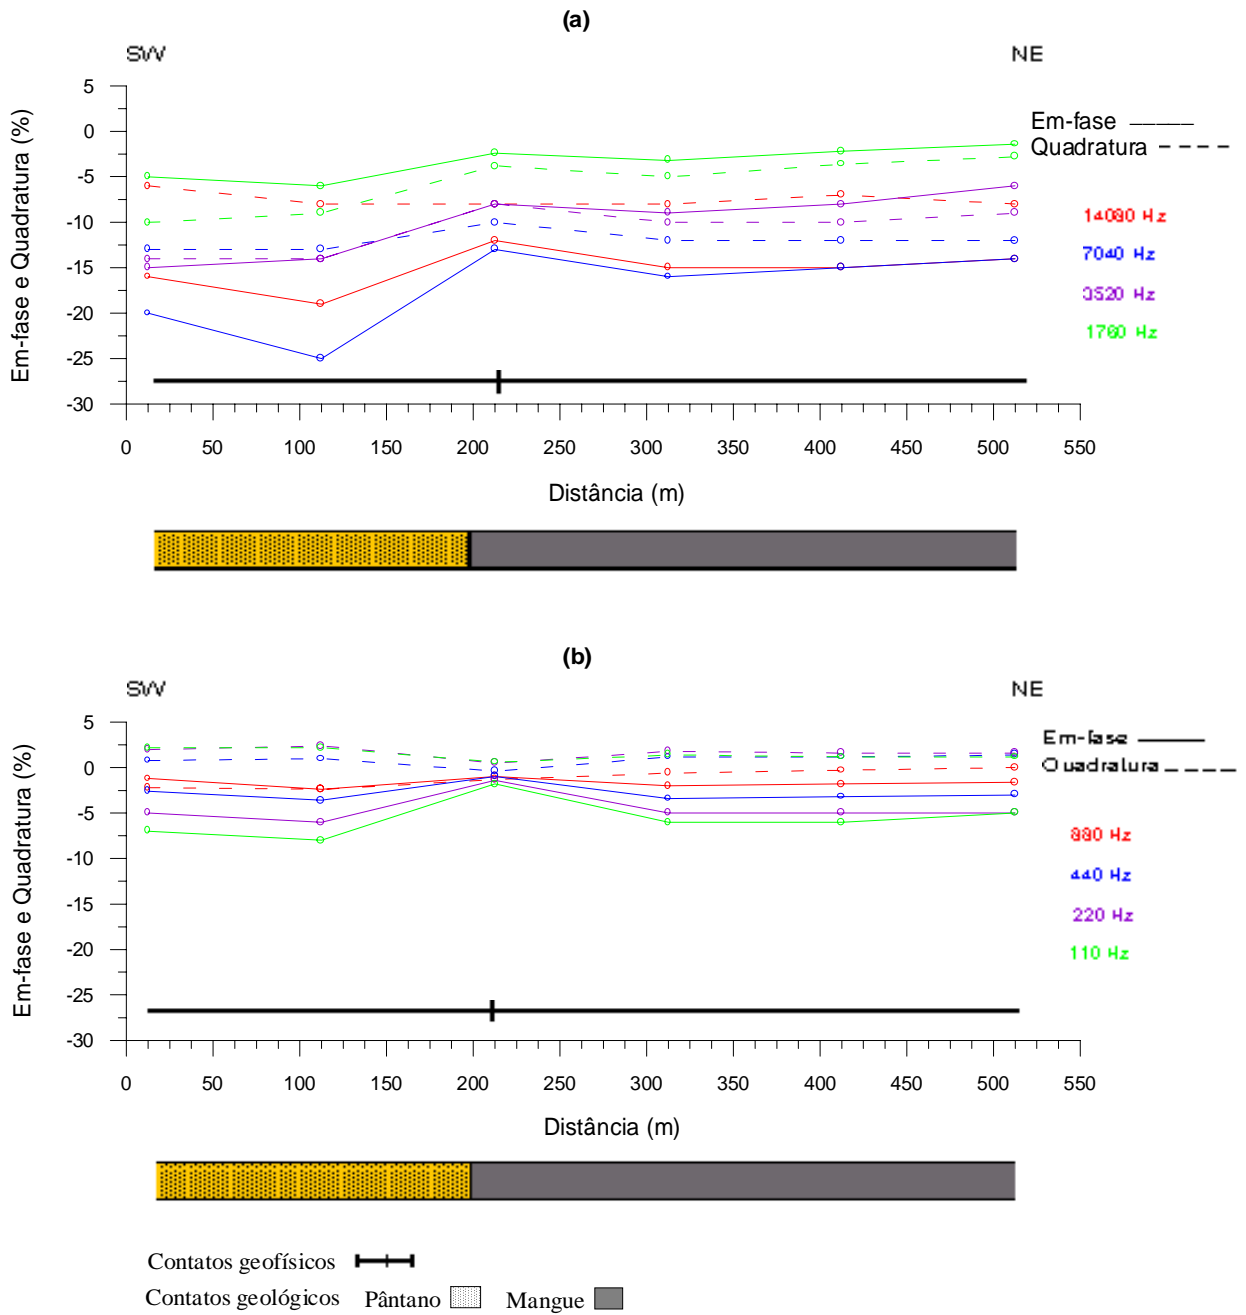 (a)
SW NE
Em-fase e Quadratura (%)
5
0
-5
-10
-15
-20
-25
-30
Em-fase
Quadratura
14080 Hz
7040 Hz
3520 Hz
1760 Hz
0 50 100 150 200 250 300 350 400 450 500 550
Distância (m)
(b)
SW NE
Em-fase e Quadratura (%)
5
0
-5
-10
-15
-20
-25
-30
Em-fase
Quadratura
880 Hz
440 Hz
220 Hz
110 Hz
0 50 100 150 200 250 300 350 400 450 500 550
Distância (m)
Contatos geofísicos
Contatos geológicos Pântano Mangue